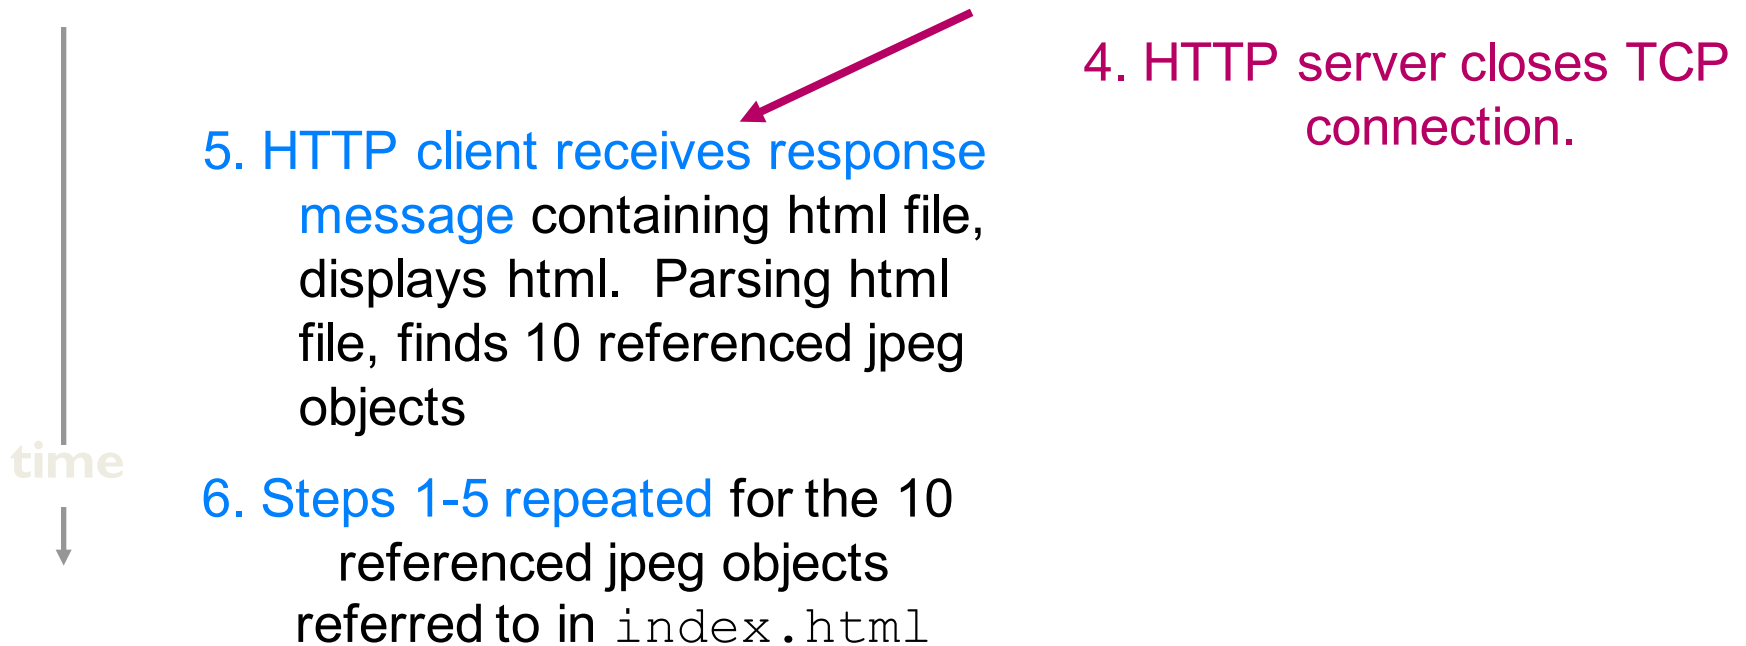 4. HTTP server closes TCP
connection.
5. HTTP client receives response
message containing html file,
displays html. Parsing html
file, finds 10 referenced jpeg
objects
time
6. Steps 1-5 repeated for the 10
referenced jpeg objects
referred to in index.html